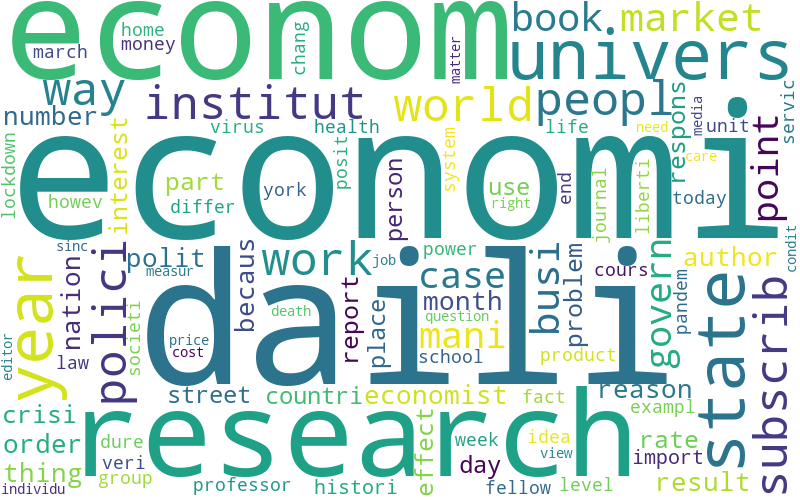 econom
univers
book
market
home
money
march
chang
matter
way
institut
world
peopl
number
virus
health
life
need
media
unit
servic
respons
economi
lockdown
howev
interest
part
differ
york
posit
person
system
use
right
end
journal
liberti
care
today
point
condit
sinc
polit
measur
work
power
job
case
month
cours
author
nation
polici
year
societi
becaus
daili
report
place
death
question
school
busi
problem
product
govern
pandem
state
subscrib
editor
law
price
cost
mani
street
countri
economist
fact
reason
exampl
crisi
order
thing
dure
veri
group
research
effect
week
day
idea
view
rate
import
result
individu
professor
histori
fellow
level